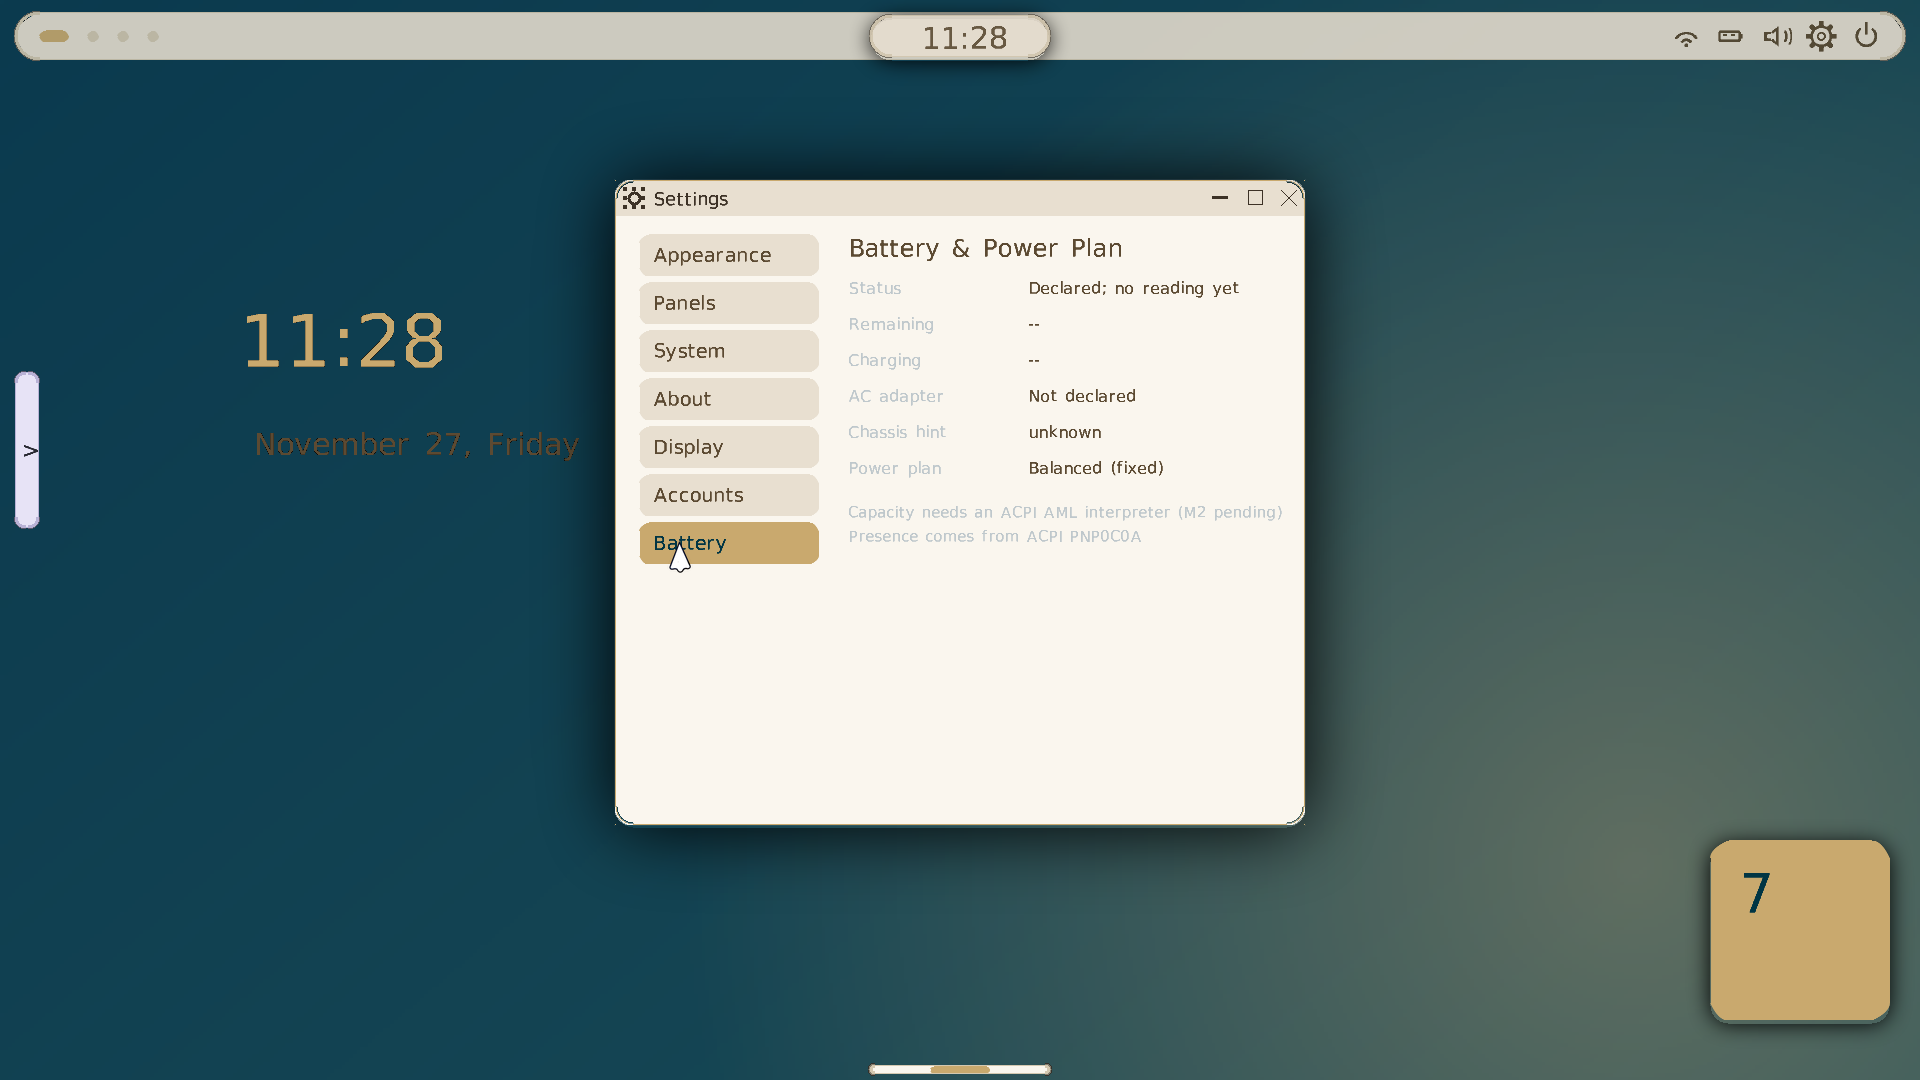 11:28
11:28
November 27, Friday
>
Settings
Appearance
Panels
System
About
Display
Accounts
Battery
Battery & Power Plan
Status Declared; no reading yet
Remaining --
Charging --
AC adapter Not declared
Chassis hint unknown
Power plan Balanced (fixed)
Capacity needs an ACPI AML interpreter (M2 pending)
Presence comes from ACPI PNP0C0A
7